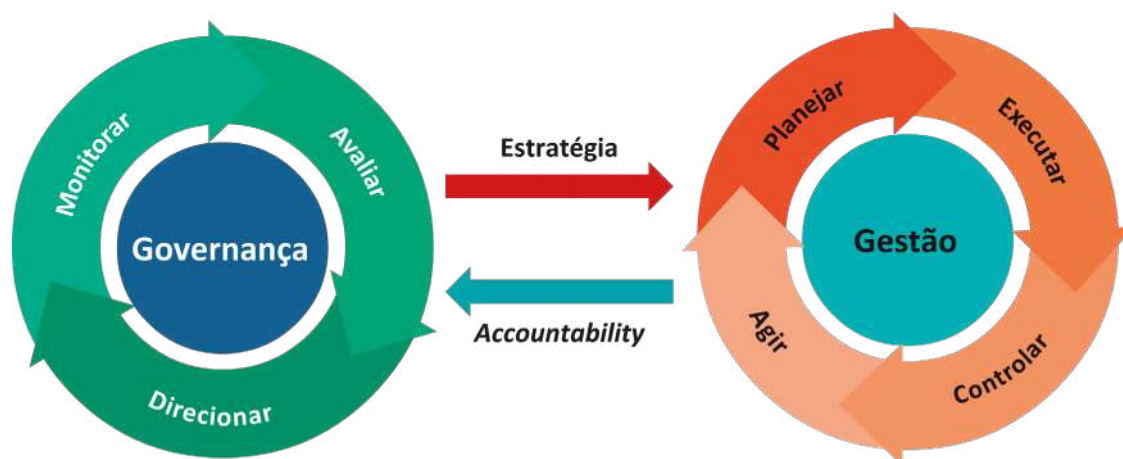 Monitorar
Avaliar
Governança
Direcionar
Estratégia
Accountability
Planejar
Executar
Gestão
Agir
Controlar